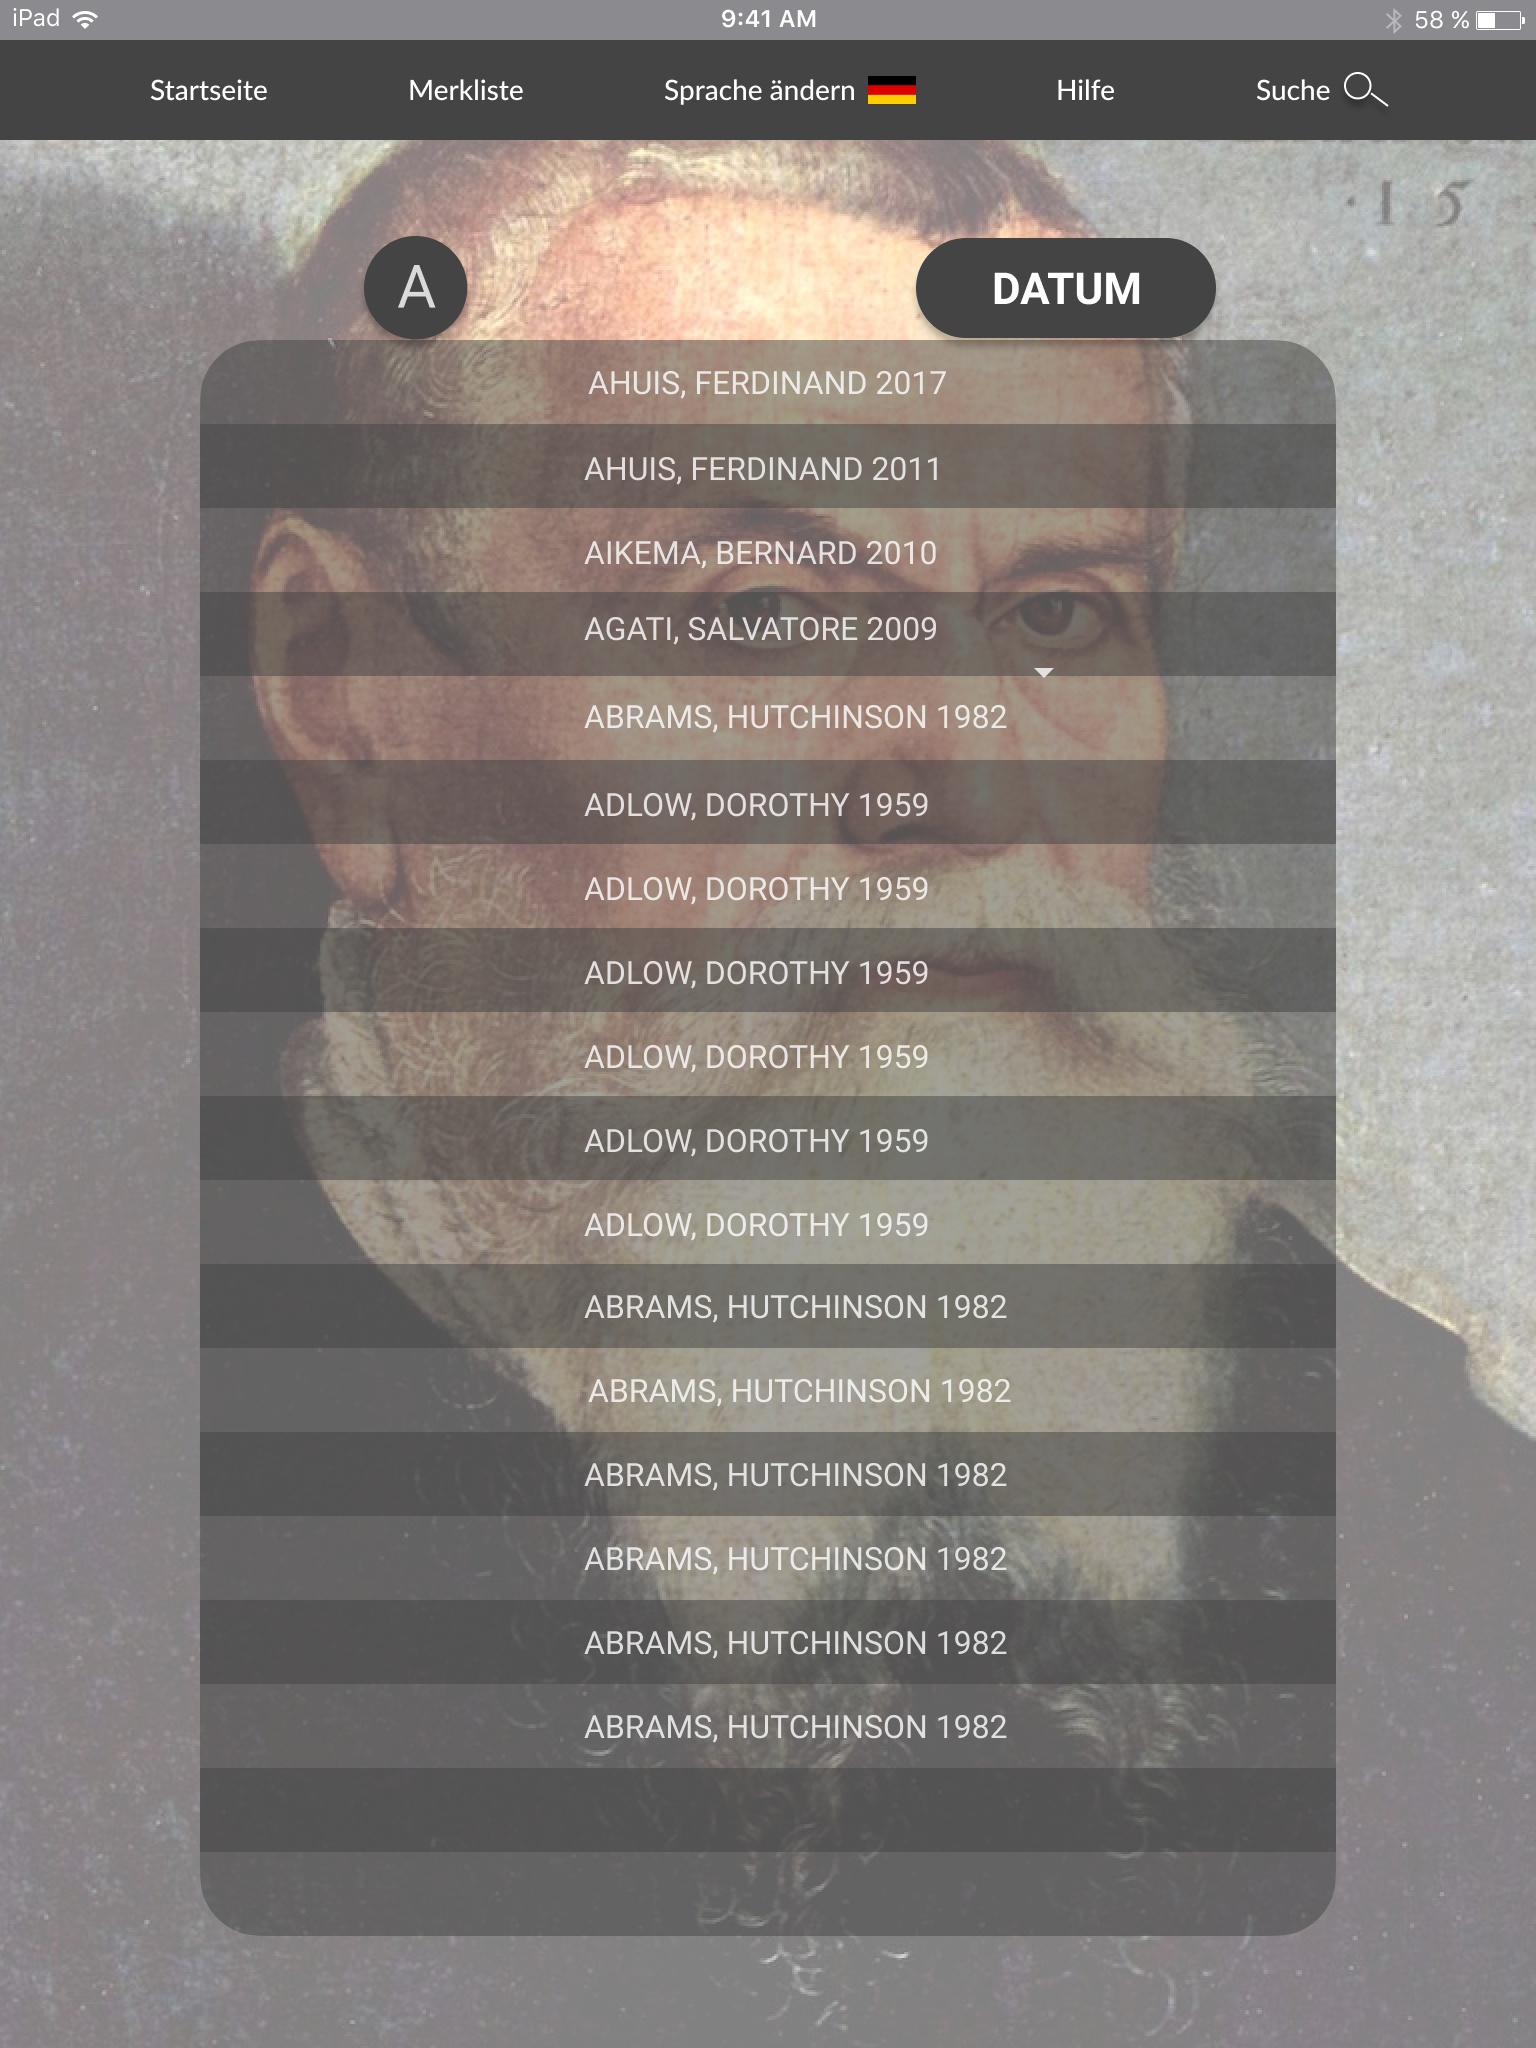 iPad 9:41 AM 58 %
Startseite Merkliste Sprache ändern Hilfe Suche
· 1 5
A DATUM
AHUIS, FERDINAND 2017
AHUIS, FERDINAND 2011
AIKEMA, BERNARD 2010
AGATI, SALVATORE 2009
ABRAMS, HUTCHINSON 1982
ADLOW, DOROTHY 1959
ADLOW, DOROTHY 1959
ADLOW, DOROTHY 1959
ADLOW, DOROTHY 1959
ADLOW, DOROTHY 1959
ADLOW, DOROTHY 1959
ABRAMS, HUTCHINSON 1982
ABRAMS, HUTCHINSON 1982
ABRAMS, HUTCHINSON 1982
ABRAMS, HUTCHINSON 1982
ABRAMS, HUTCHINSON 1982
ABRAMS, HUTCHINSON 1982